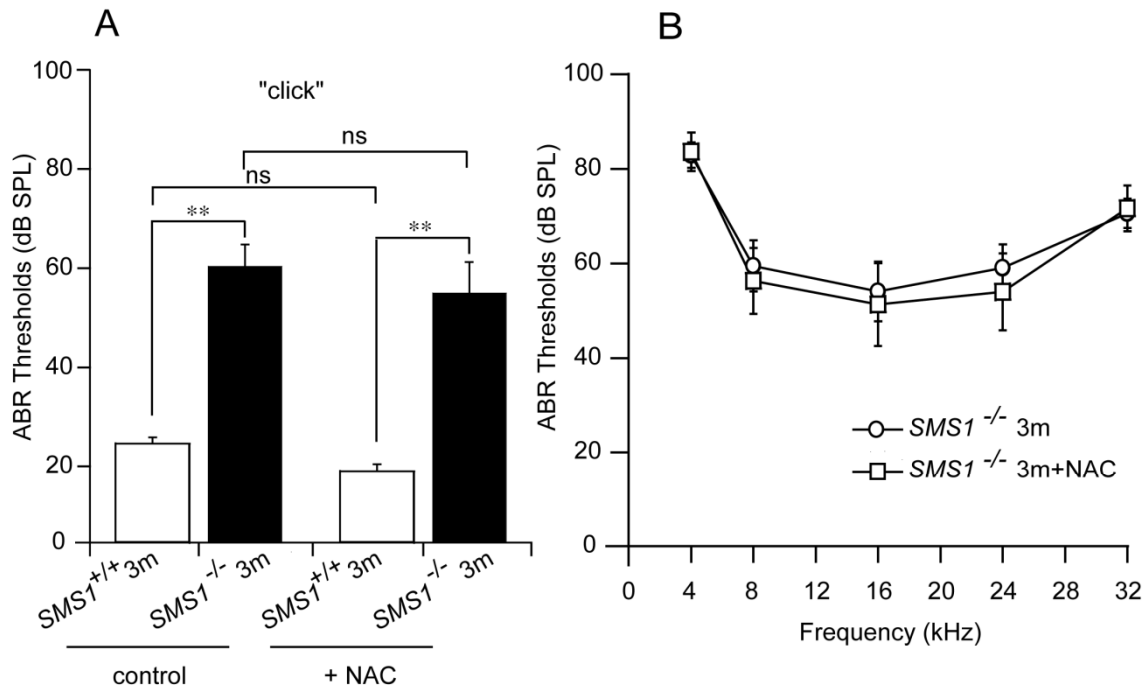 A
"click"
ns
ns
**
**
ABR Thresholds (dB SPL)
100
80
60
40
20
0
SMS1+/+ 3m
SMS1-/- 3m
SMS1+/+ 3m
SMS1-/- 3m
control
+ NAC
B
ABR Thresholds (dB SPL)
100
80
60
40
20
0
SMS1 -/- 3m
SMS1 -/- 3m+NAC
0 4 8 12 16 20 24 28 32
Frequency (kHz)